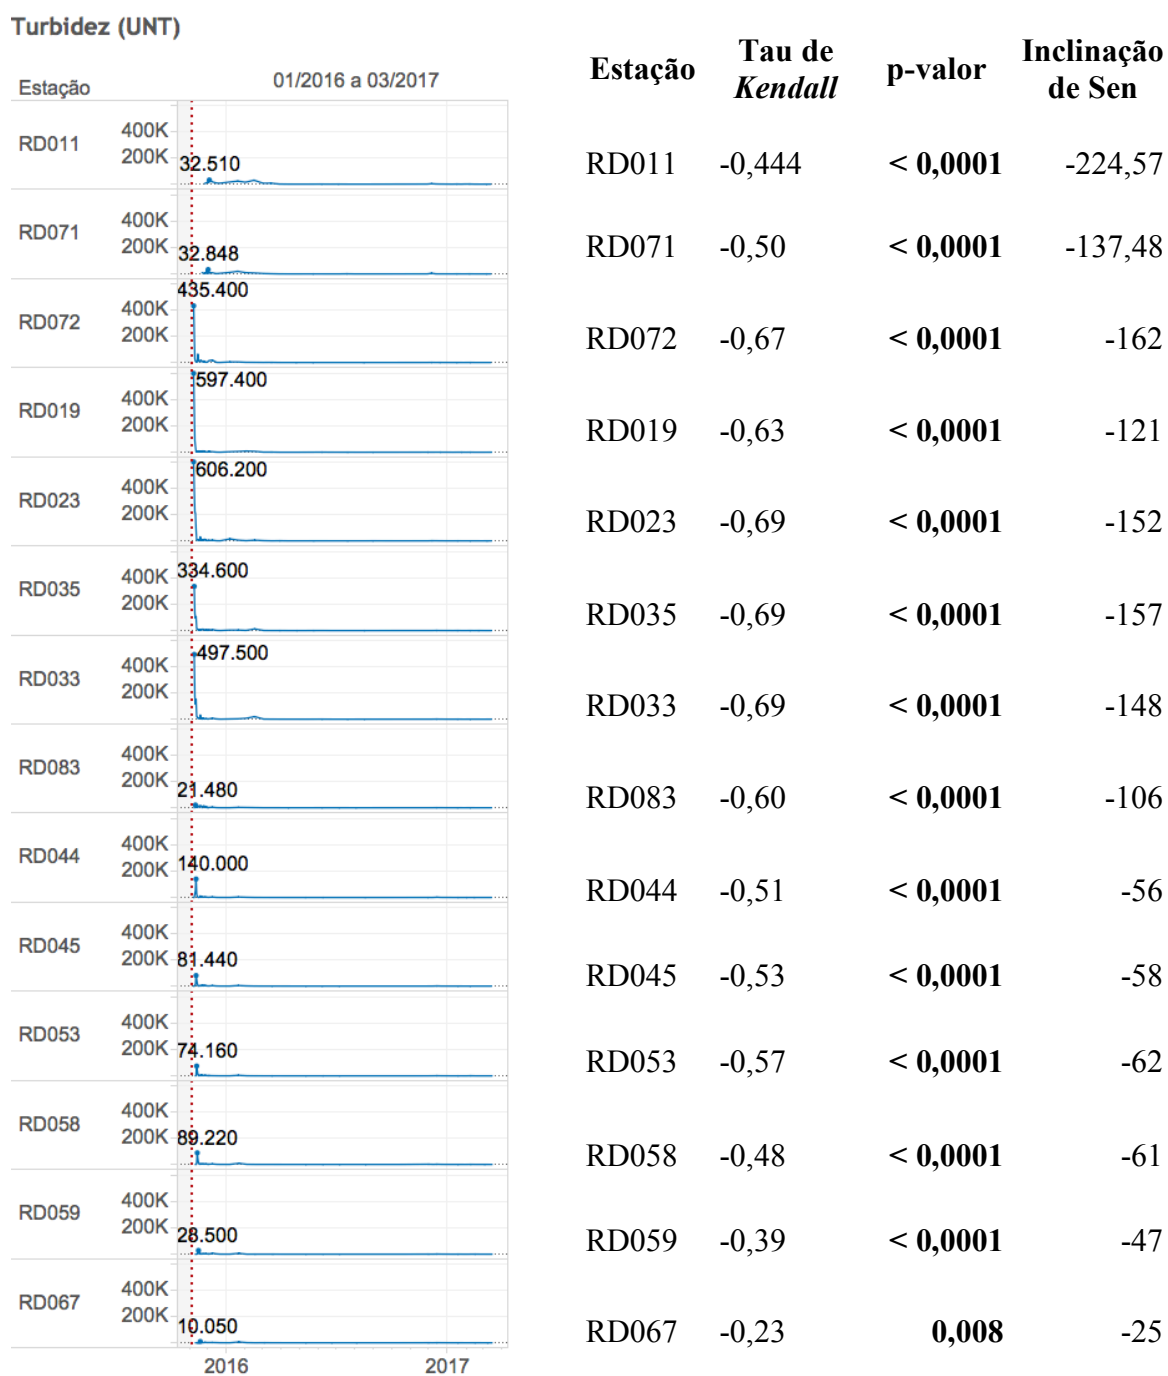 Turbidez (UNT)
Estação 01/2016 a 03/2017
RD011 400K 200K 32.510
RD071 400K 200K 32.848
RD072 400K 200K 435.400
RD019 400K 200K 597.400
RD023 400K 200K 606.200
RD035 400K 200K 334.600
RD033 400K 200K 497.500
RD083 400K 200K 21.480
RD044 400K 200K 140.000
RD045 400K 200K 81.440
RD053 400K 200K 74.160
RD058 400K 200K 89.220
RD059 400K 200K 28.500
RD067 400K 200K 10.050
2016 2017
Estação Tau de Kendall p-valor Inclinação de Sen
RD011 -0,444 < 0,0001 -224,57
RD071 -0,50 < 0,0001 -137,48
RD072 -0,67 < 0,0001 -162
RD019 -0,63 < 0,0001 -121
RD023 -0,69 < 0,0001 -152
RD035 -0,69 < 0,0001 -157
RD033 -0,69 < 0,0001 -148
RD083 -0,60 < 0,0001 -106
RD044 -0,51 < 0,0001 -56
RD045 -0,53 < 0,0001 -58
RD053 -0,57 < 0,0001 -62
RD058 -0,48 < 0,0001 -61
RD059 -0,39 < 0,0001 -47
RD067 -0,23 0,008 -25